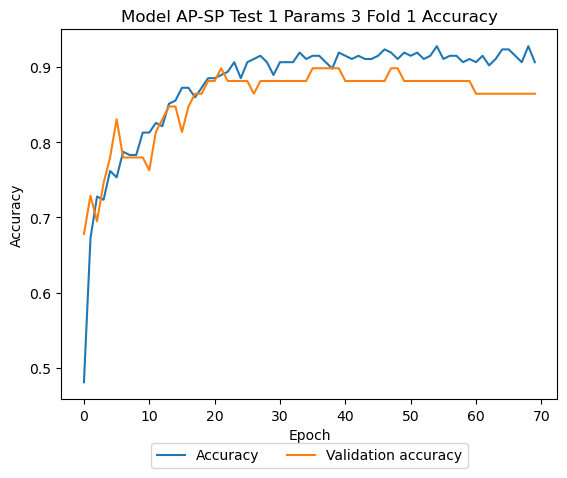 Model AP-SP Test 1 Params 3 Fold 1 Accuracy
Accuracy
0.9
0.8
0.7
0.6
0.5
0 10 20 30 40 50 60 70
Epoch
Accuracy Validation accuracy